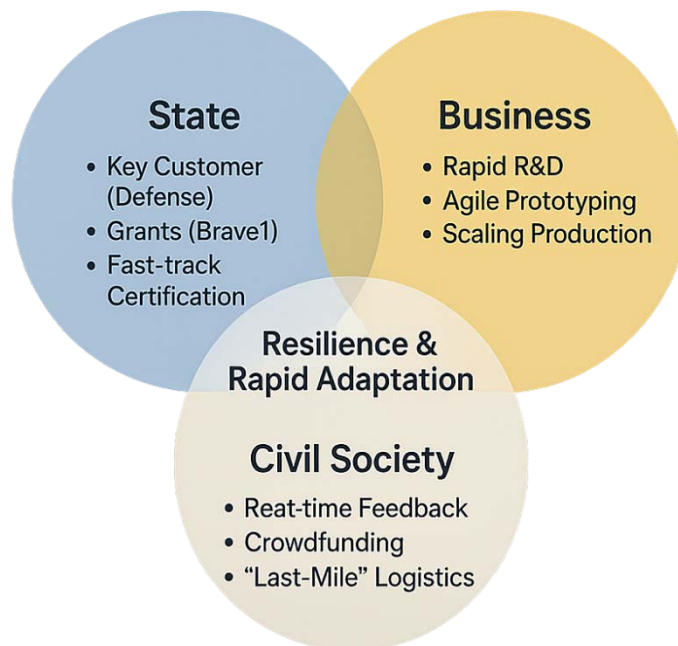 State
• Key Customer
(Defense)
• Grants (Brave1)
• Fast-track
Certification
Business
• Rapid R&D
• Agile Prototyping
• Scaling Production
Resilience &
Rapid Adaptation
Civil Society
• Reat-time Feedback
• Crowdfunding
• “Last-Mile” Logistics